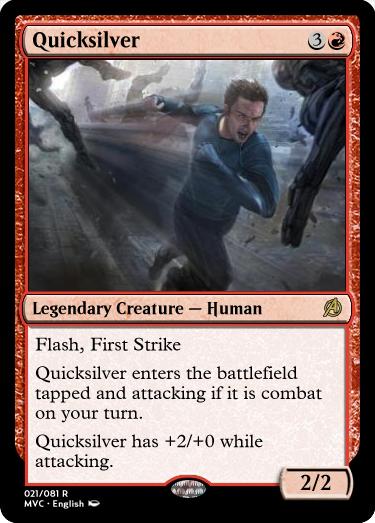 Quicksilver 3
Legendary Creature — Human
Flash, First Strike
Quicksilver enters the battlefield
tapped and attacking if it is combat
on your turn.
Quicksilver has +2/+0 while
attacking.
2/2
021/081 R
MVC • English